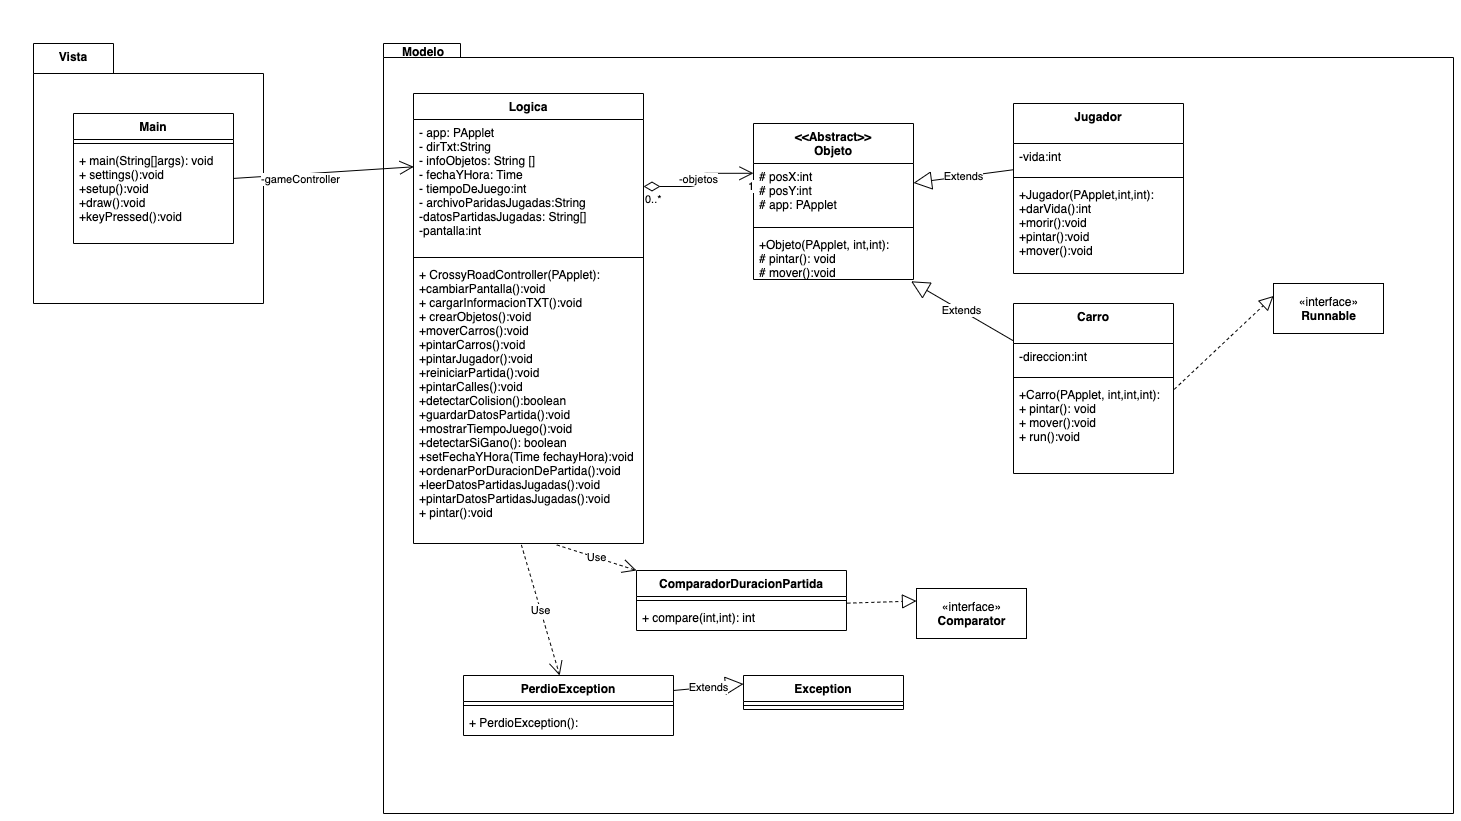 Vista
Main
+ main(String[]args): void
+ settings():void
+setup():void
+draw():void
+keyPressed():void
-gameController
Modelo
Logica
- app: PApplet
- dirTxt:String
- infoObjetos: String []
- fechaYHora: Time
- tiempoDeJuego:int
- archivoParidasJugadas:String
-datosPartidasJugadas: String[]
-pantalla:int
+ CrossyRoadController(PApplet):
+cambiarPantalla():void
+ cargarInformacionTXT():void
+ crearObjetos():void
+moverCarros():void
+pintarCarros():void
+pintarJugador():void
+reiniciarPartida():void
+pintarCalles():void
+detectarColision():boolean
+guardarDatosPartida():void
+mostrarTiempoJuego():void
+detectarSiGano(): boolean
+setFechaYHora(Time fechayHora):void
+ordenarPorDuracionDePartida():void
+leerDatosPartidasJugadas():void
+pintarDatosPartidasJugadas():void
+ pintar():void
-objetos
0..*
1
<<Abstract>>
Objeto
# posX:int
# posY:int
# app: PApplet
+Objeto(PApplet, int,int):
# pintar(): void
# mover():void
Extends
Jugador
-vida:int
+Jugador(PApplet,int,int):
+darVida():int
+morir():void
+pintar():void
+mover():void
Extends
Carro
-direccion:int
+Carro(PApplet, int,int,int):
+ pintar(): void
+ mover():void
+ run():void
«interface»
Runnable
Use
ComparadorDuracionPartida
+ compare(int,int): int
«interface»
Comparator
Use
PerdioException
+ PerdioException():
Extends
Exception